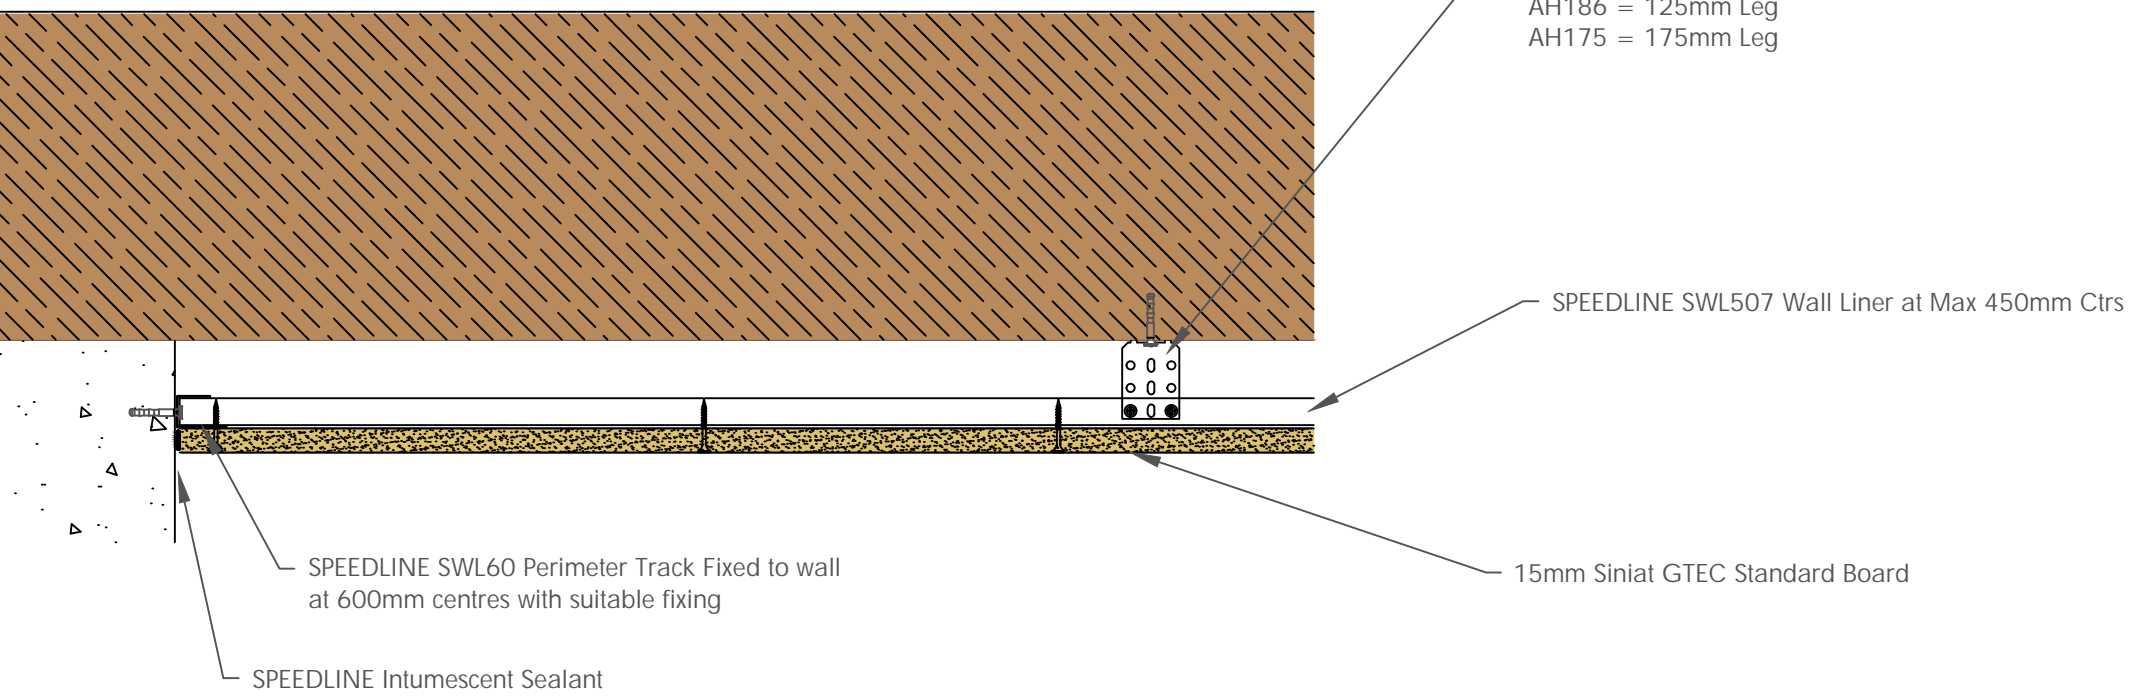 AH186 = 125mm Leg
AH175 = 175mm Leg
SPEEDLINE SWL507 Wall Liner at Max 450mm Ctrs
SPEEDLINE SWL60 Perimeter Track Fixed to wall
at 600mm centres with suitable fixing
15mm Siniat GTEC Standard Board
SPEEDLINE Intumescent Sealant